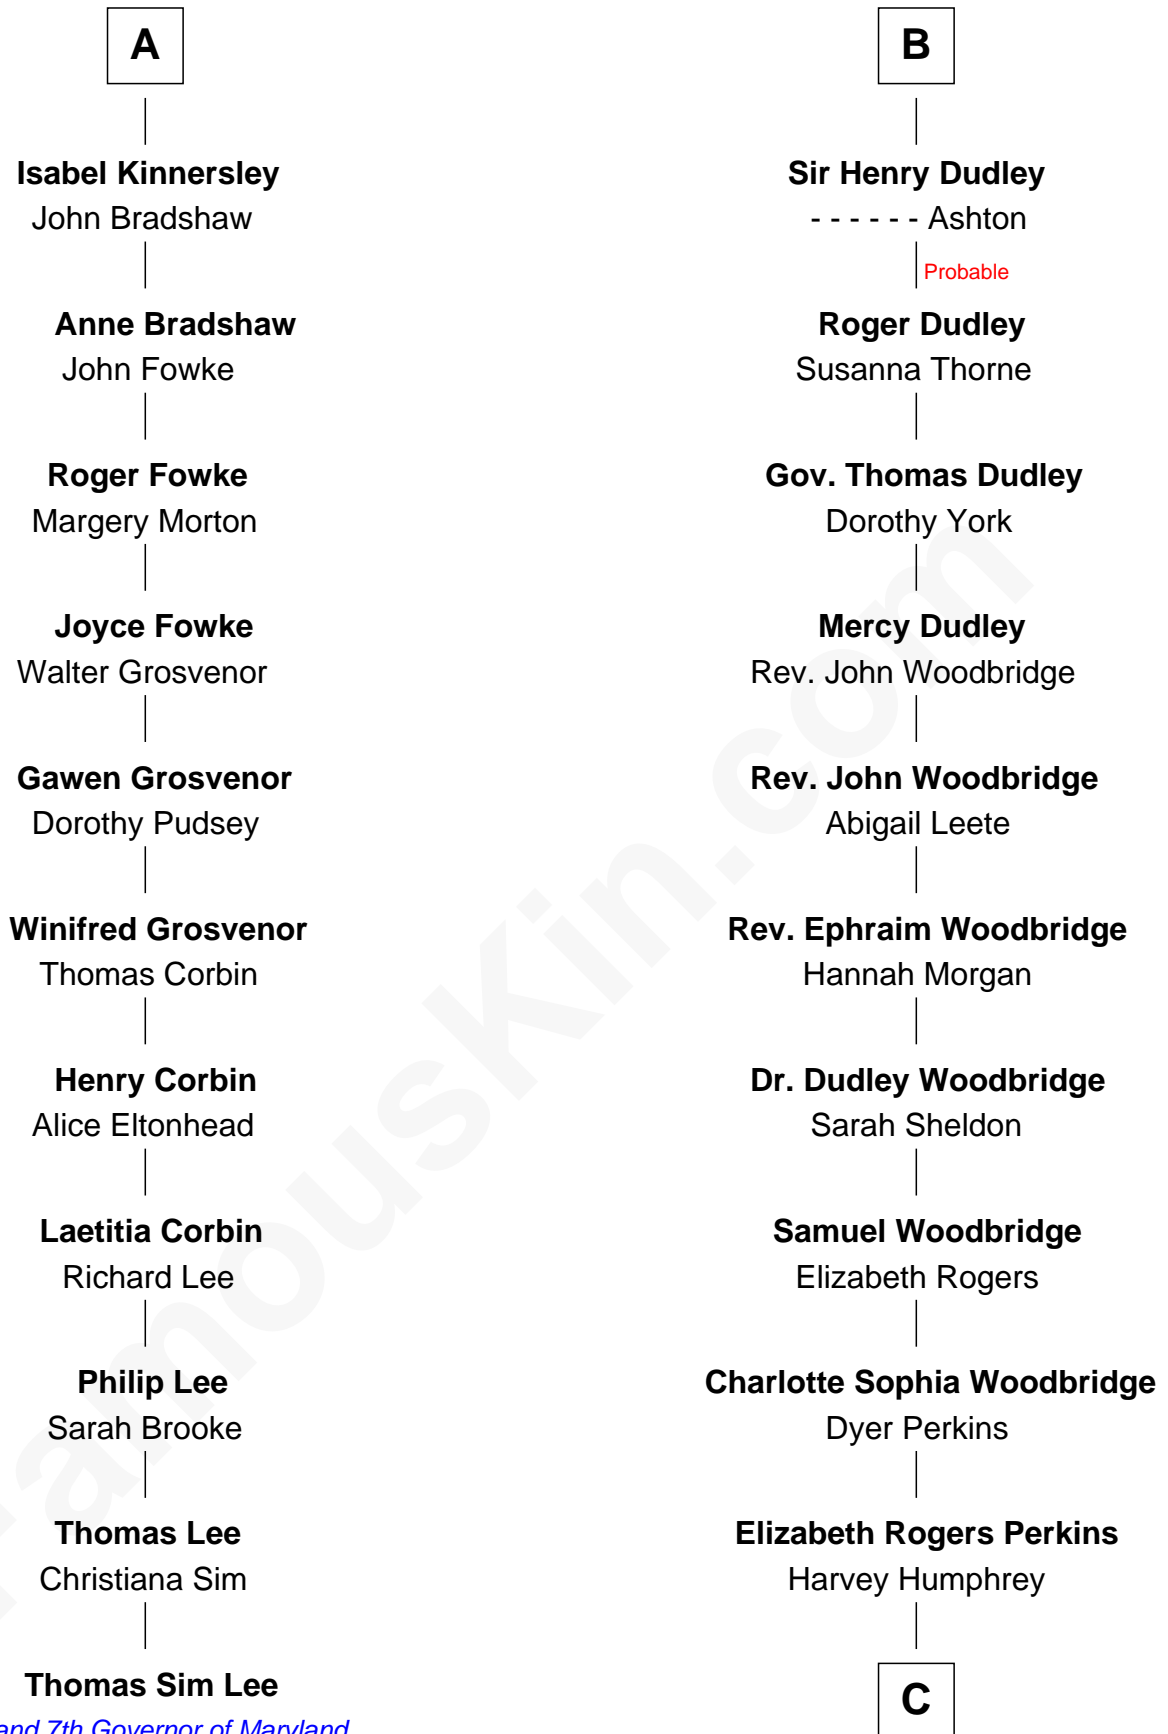 A
Isabel Kinnersley
John Bradshaw
Anne Bradshaw
John Fowke
Roger Fowke
Margery Morton
Joyce Fowke
Walter Grosvenor
Gawen Grosvenor
Dorothy Pudsey
Winifred Grosvenor
Thomas Corbin
Henry Corbin
Alice Eltonhead
Laetitia Corbin
Richard Lee
Philip Lee
Sarah Brooke
Thomas Lee
Christiana Sim
Thomas Sim Lee
and 7th Governor of Maryland
B
Sir Henry Dudley
- - - - - - Ashton
Probable
Roger Dudley
Susanna Thorne
Gov. Thomas Dudley
Dorothy York
Mercy Dudley
Rev. John Woodbridge
Rev. John Woodbridge
Abigail Leete
Rev. Ephraim Woodbridge
Hannah Morgan
Dr. Dudley Woodbridge
Sarah Sheldon
Samuel Woodbridge
Elizabeth Rogers
Charlotte Sophia Woodbridge
Dyer Perkins
Elizabeth Rogers Perkins
Harvey Humphrey
C
FamousKin.com